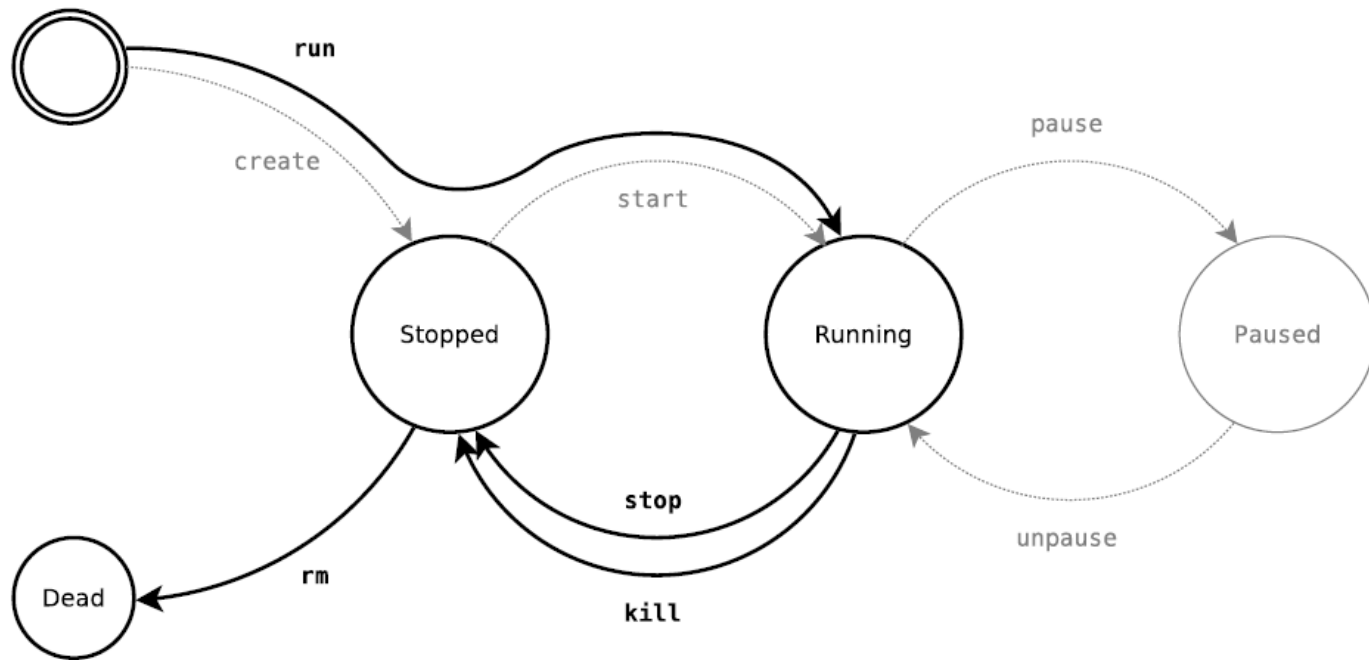 run
create
start
pause
Stopped
Running
Paused
stop
unpause
rm
Dead
kill